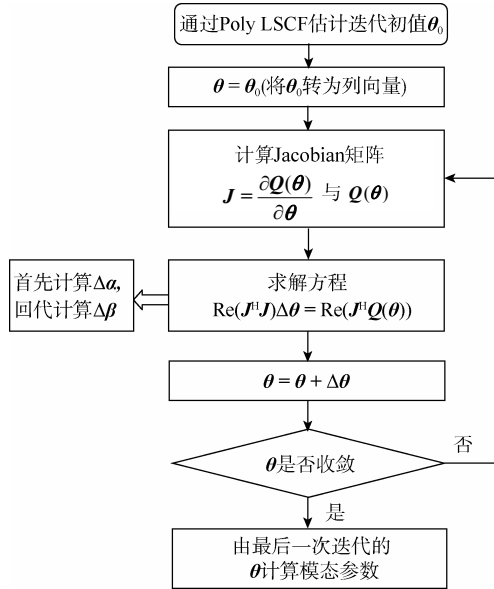 通过Poly LSCF估计迭代初值θ₀
θ = θ₀(将θ₀转为列向量)
计算Jacobian矩阵
J = ∂Q(θ)/∂θ 与 Q(θ)
首先计算Δα,
回代计算Δβ
求解方程
Re(JᴴJ)Δθ = Re(JᴴQ(θ))
θ = θ + Δθ
θ是否收敛
否
是
由最后一次迭代的
θ计算模态参数